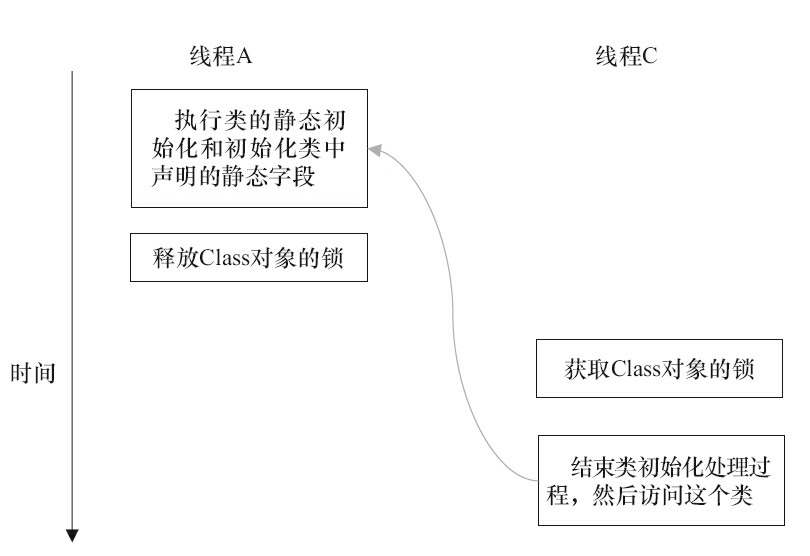 线程A
线程C
执行类的静态初
始化和初始化类中
声明的静态字段
释放Class对象的锁
时间
获取Class对象的锁
结束类初始化处理过
程，然后访问这个类